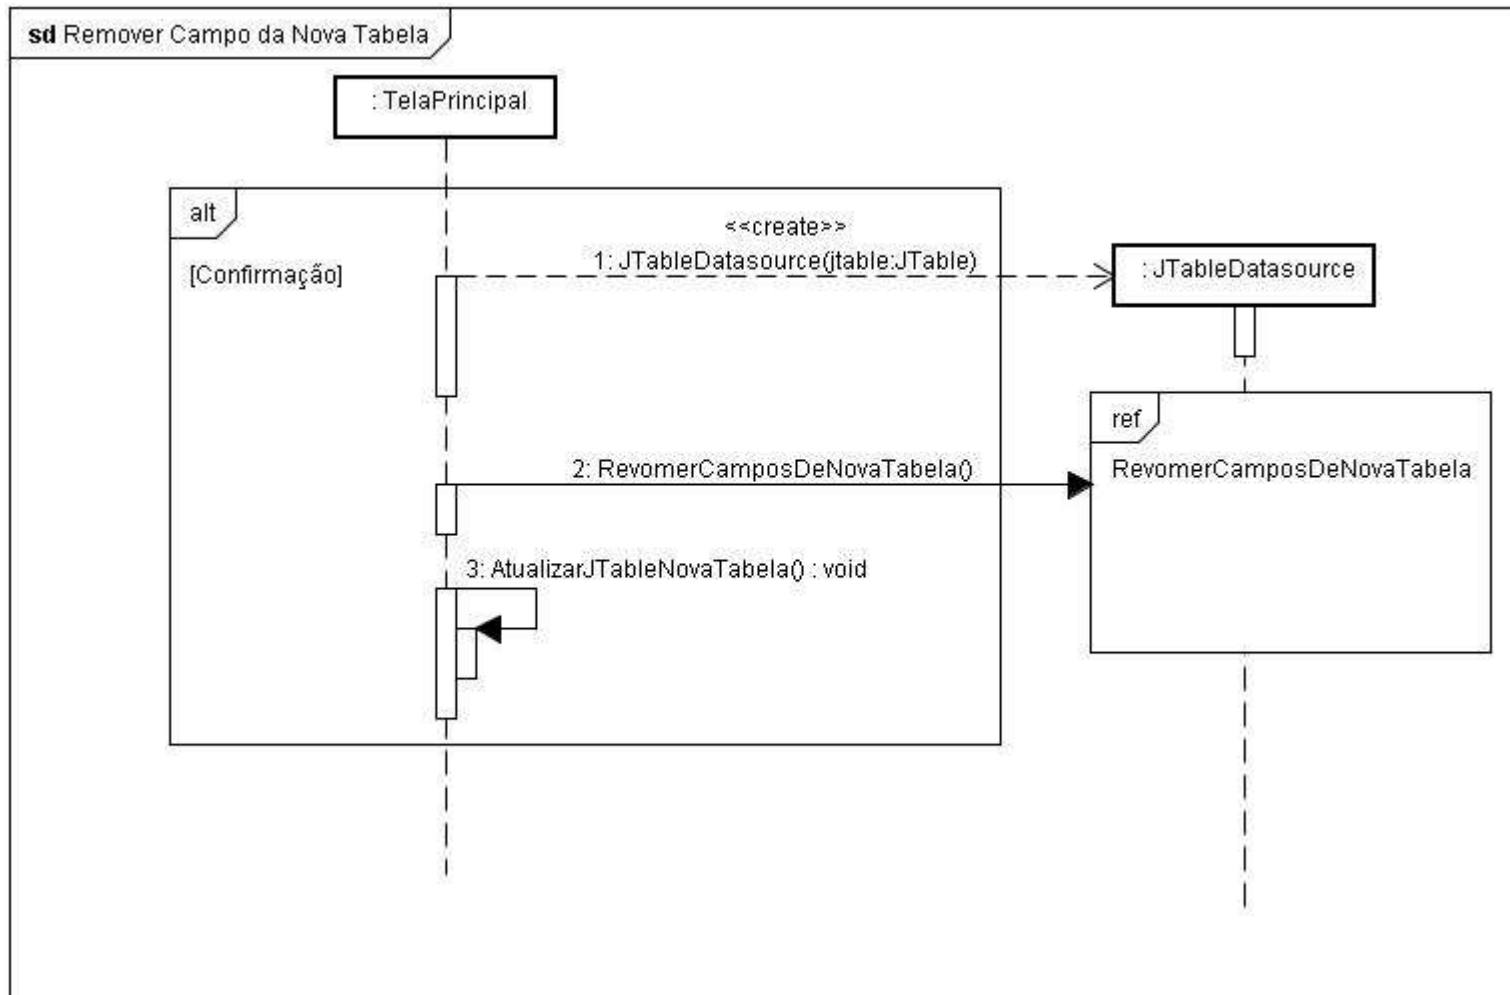 sd Remover Campo da Nova Tabela
: TelaPrincipal
alt
[Confirmação]
<<create>>
1: JTableDatasource(jtable:JTable)
: JTableDatasource
ref
RevomerCamposDeNovaTabela
2: RevomerCamposDeNovaTabela()
3: AtualizarJTableNovaTabela() : void